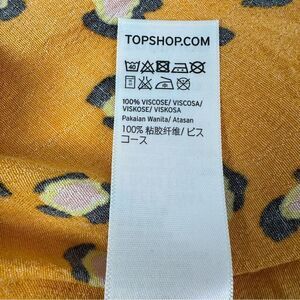 TOPSHOP.COM
100% VISCOSE/ VISCOSA/
VISKOSE/ VISKOSA
Pakaian Wanita/ Atasan
100% 粘胶纤维/ ビス
コース